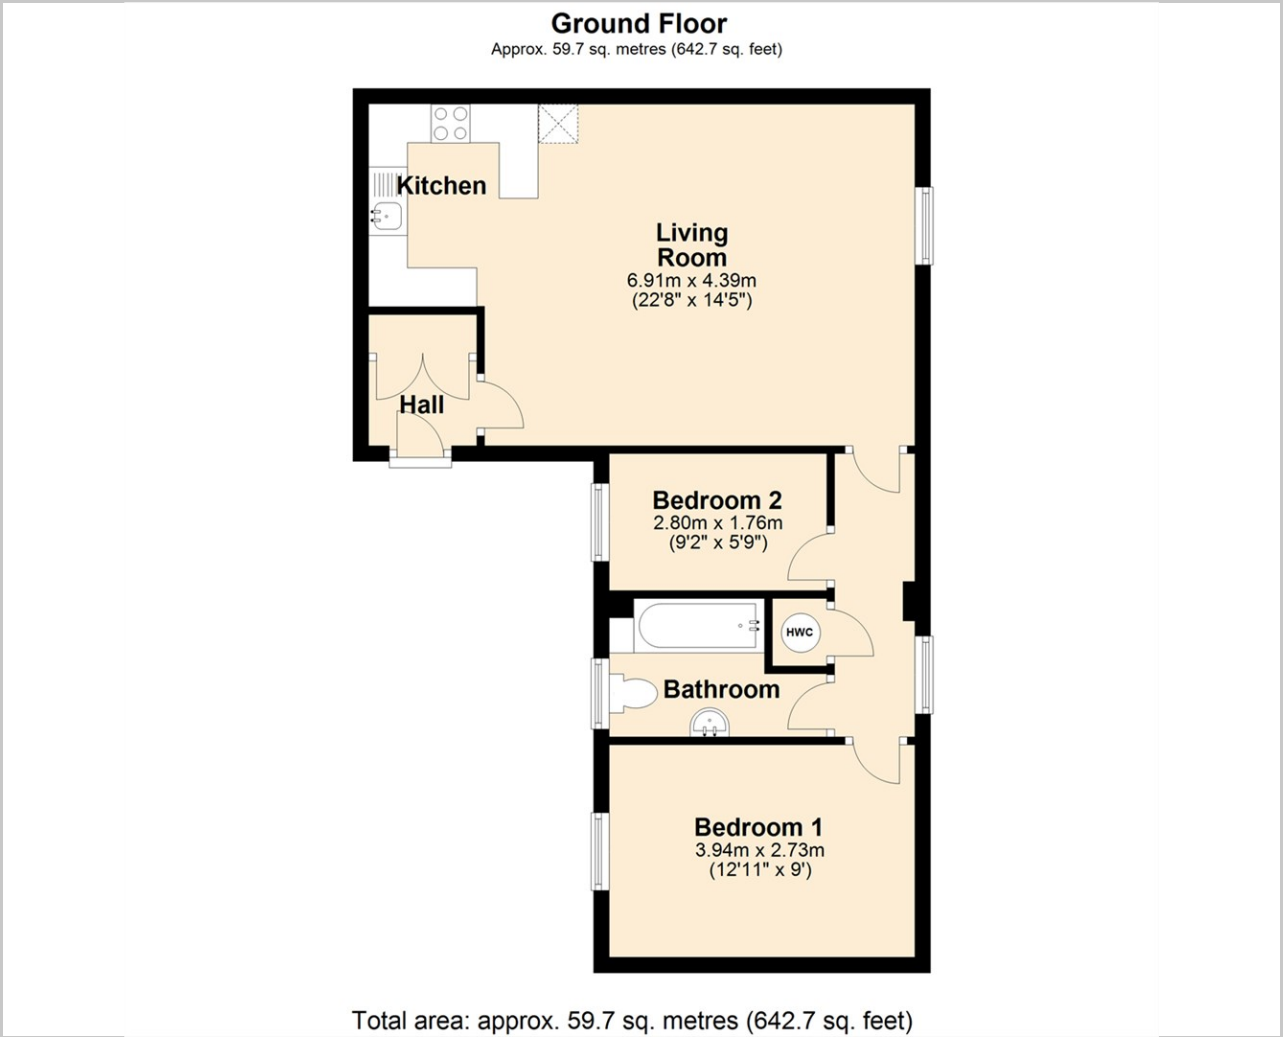 Ground Floor
Approx. 59.7 sq. metres (642.7 sq. feet)
Kitchen
Living
Room
6.91m x 4.39m
(22'8" x 14'5")
Hall
Bedroom 2
2.80m x 1.76m
(9'2" x 5'9")
HWC
Bathroom
Bedroom 1
3.94m x 2.73m
(12'11" x 9')
Total area: approx. 59.7 sq. metres (642.7 sq. feet)